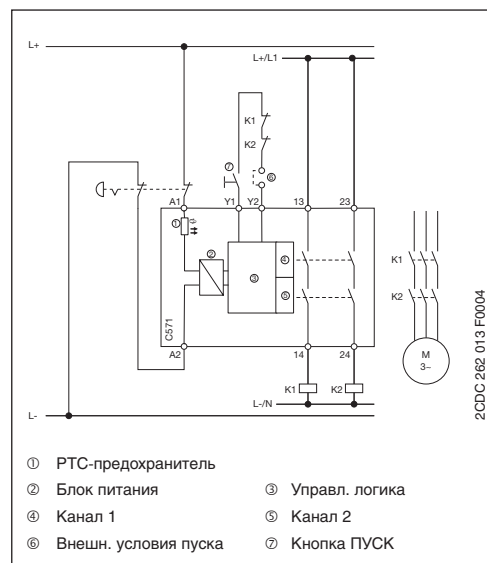 L+
L+/L1
K1
K2
⑦
⑥
A1 Y1 Y2 13 23
①
②
③
④
⑤
C571
A2 14 24
K1 K2
L-/N
L-
K1
K2
M
3~
2CDC 262 013 F0004
① PTC-предохранитель
② Блок питания ③ Управл. логика
④ Канал 1 ⑤ Канал 2
⑥ Внешн. условия пуска ⑦ Кнопка ПУСК